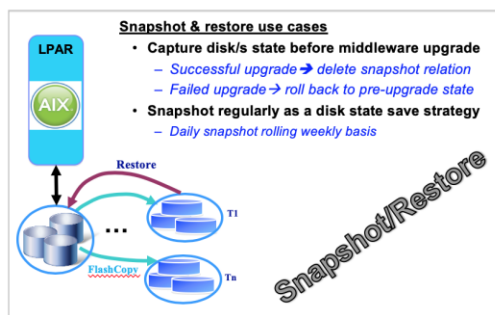 Snapshot & restore use cases
LPAR
• Capture disk/s state before middleware upgrade
– Successful upgrade ➔ delete snapshot relation
AIX
– Failed upgrade → roll back to pre-upgrade state
• Snapshot regularly as a disk state save strategy
– Daily snapshot rolling weekly basis
Restore
T1
...
Snapshot/Restore
FlashCopy
Tn